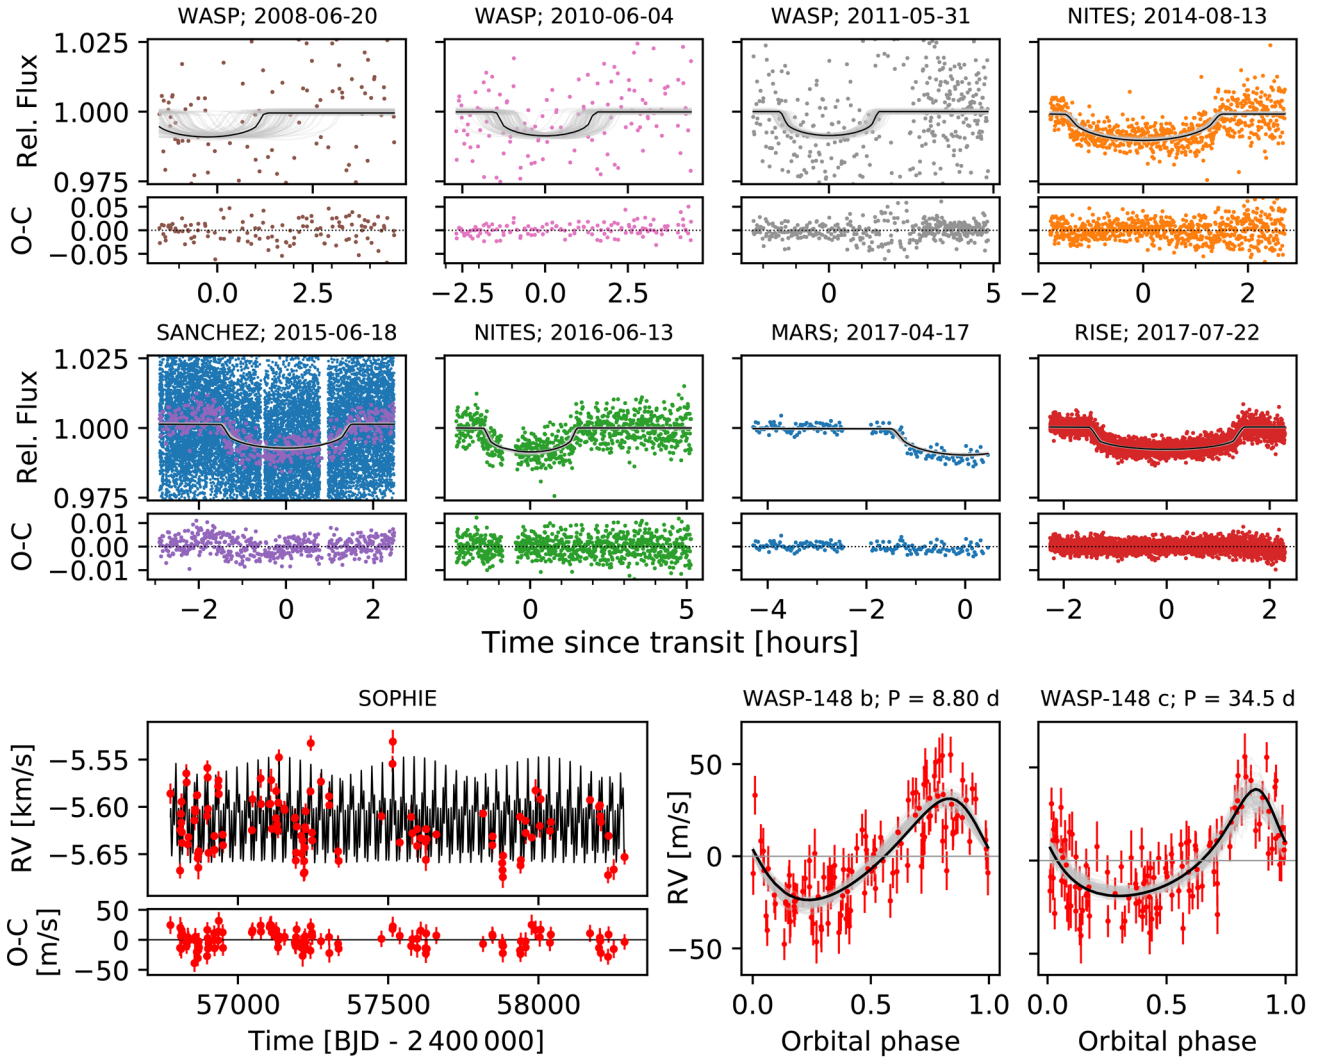 WASP; 2008-06-20 WASP; 2010-06-04 WASP; 2011-05-31 NITES; 2014-08-13
Rel. Flux
1.025
1.000
0.975
O-C
0.05
0.00
−0.05
0.0 2.5 −2.5 0.0 2.5 0 5 −2 0 2
SANCHEZ; 2015-06-18 NITES; 2016-06-13 MARS; 2017-04-17 RISE; 2017-07-22
Rel. Flux
1.025
1.000
0.975
O-C
0.01
0.00
−0.01
−2 0 2 0 5 −4 −2 0 −2 0 2
Time since transit [hours]
SOPHIE WASP-148 b; P = 8.80 d WASP-148 c; P = 34.5 d
RV [km/s]
−5.55
−5.60
−5.65
O-C
[m/s]
50
0
−50
57000 57500 58000
Time [BJD - 2 400 000]
RV [m/s]
50
0
−50
0.0 0.5 1.0 0.0 0.5 1.0
Orbital phase Orbital phase